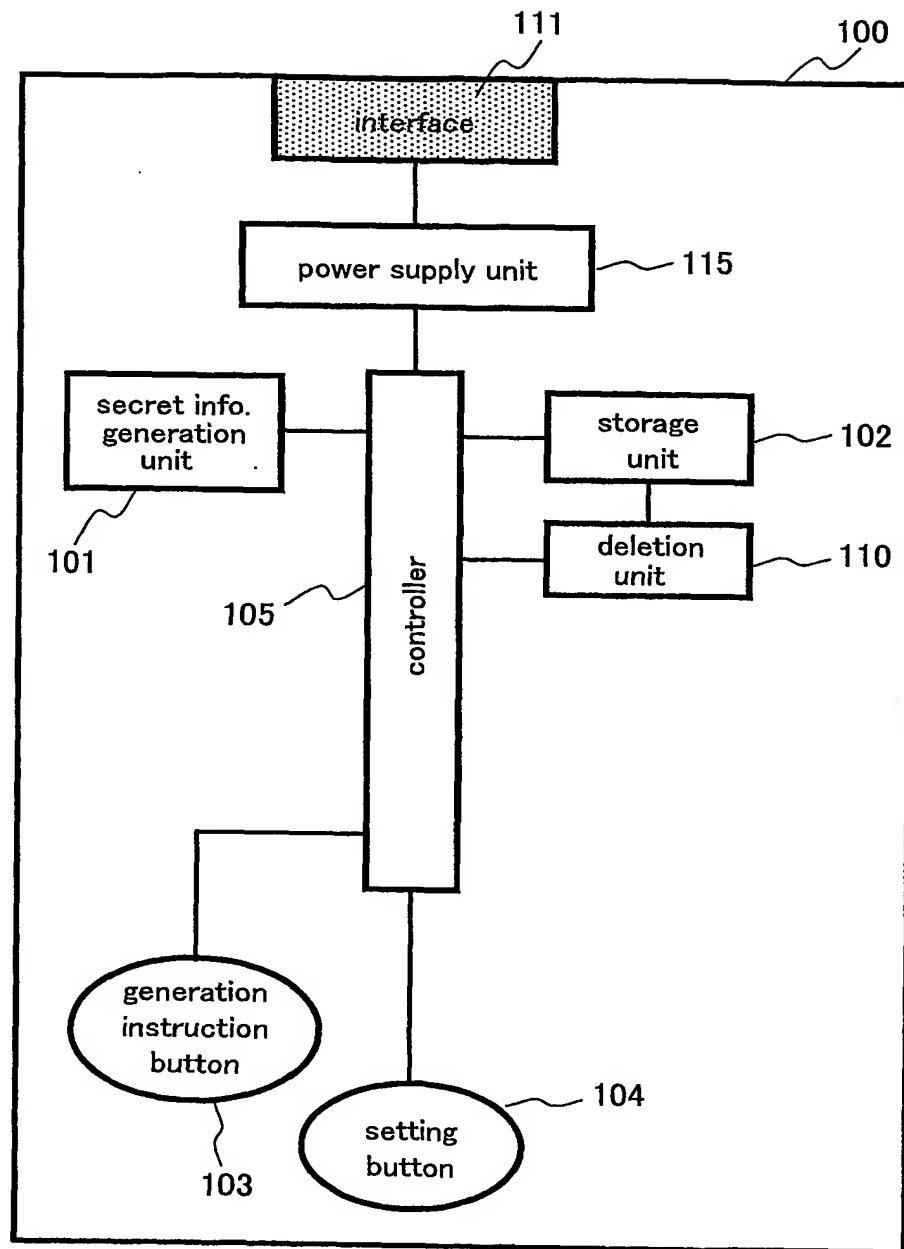 111
100
interface
power supply unit
115
secret info.
generation
unit
101
storage
unit
102
deletion
unit
110
controller
105
generation
instruction
button
103
setting
button
104